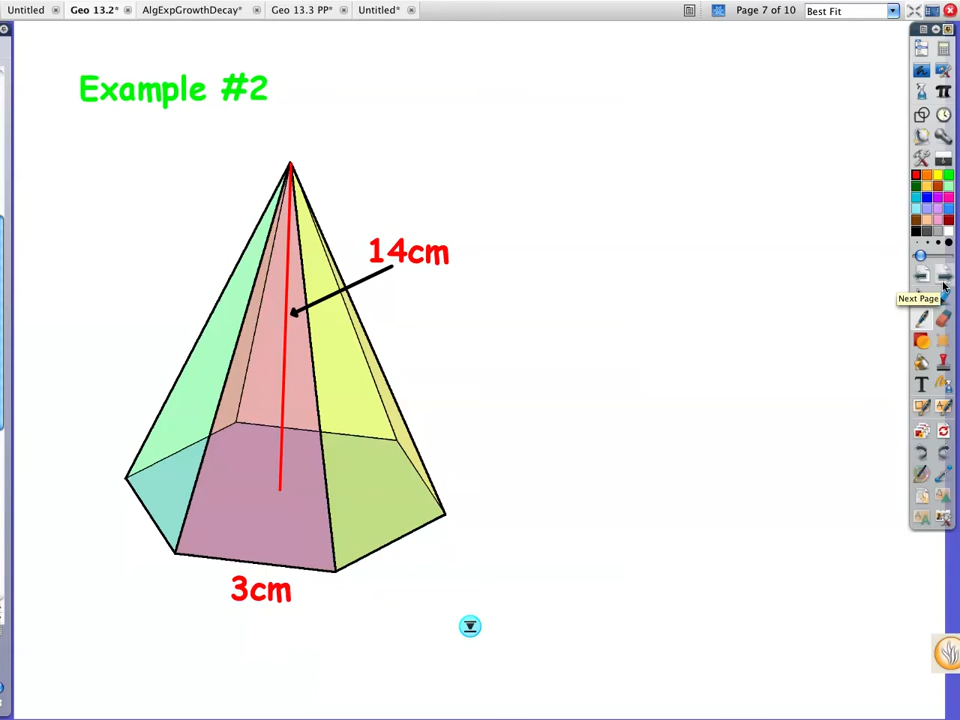 Untitled
Geo 13.2*
AlgExpGrowthDecay*
Geo 13.3 PP*
Untitled*
Page 7 of 10
Best Fit
Example #2
14cm
Next Page
3cm